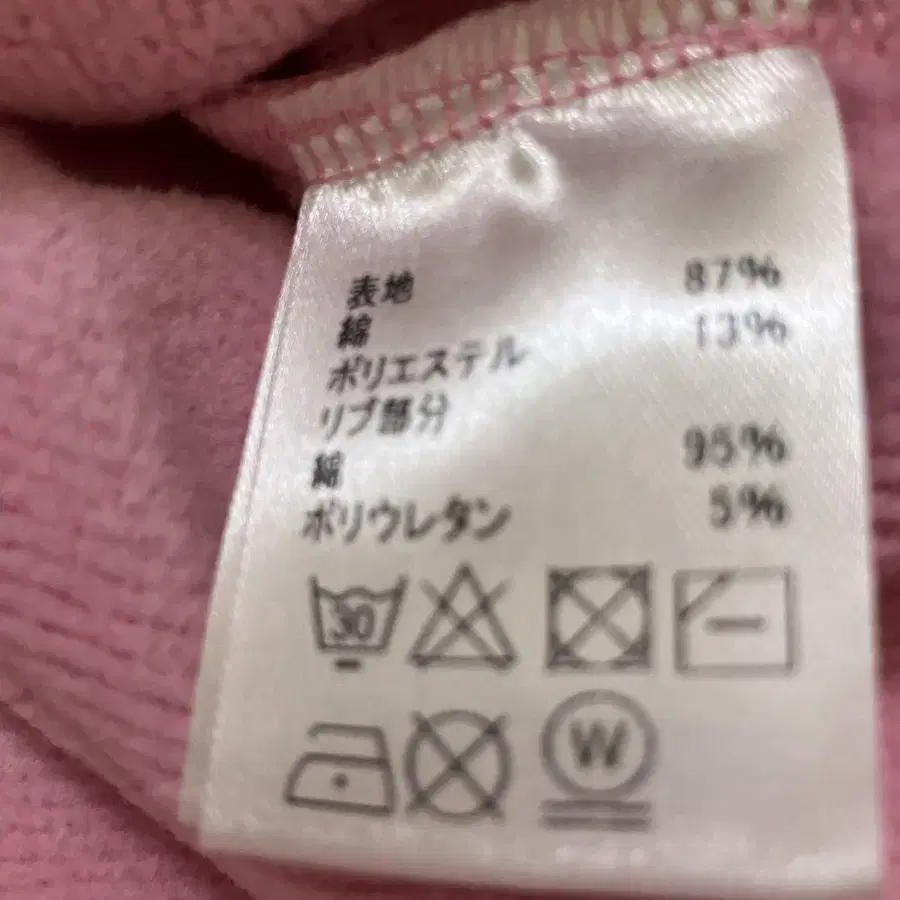 表地 87%
綿 13%
ポリエステル
リブ部分
綿 95%
ポリウレタン 5%
30
W